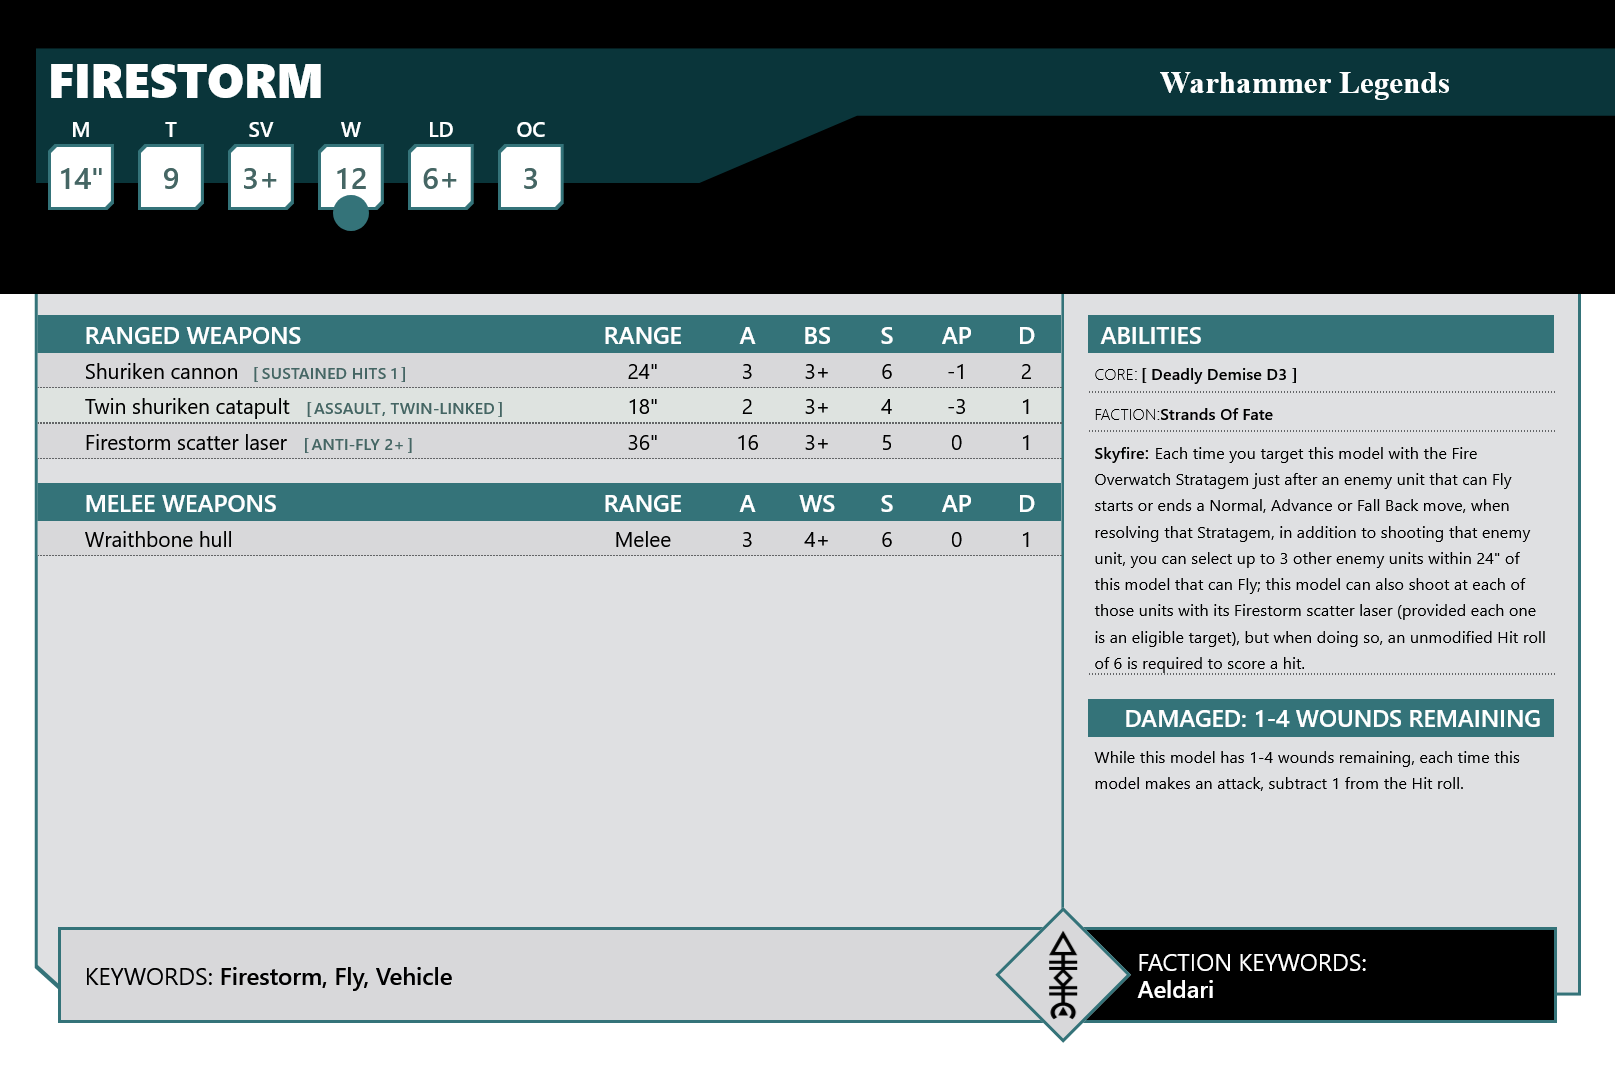 FIRESTORM
Warhammer Legends
M T SV W LD OC
14" 9 3+ 12 6+ 3
RANGED WEAPONS RANGE A BS S AP D
Shuriken cannon [ SUSTAINED HITS 1 ] 24" 3 3+ 6 -1 2
Twin shuriken catapult [ ASSAULT, TWIN-LINKED ] 18" 2 3+ 4 -3 1
Firestorm scatter laser [ ANTI-FLY 2+ ] 36" 16 3+ 5 0 1
MELEE WEAPONS RANGE A WS S AP D
Wraithbone hull Melee 3 4+ 6 0 1
ABILITIES
CORE: [ Deadly Demise D3 ]
FACTION:Strands Of Fate
Skyfire: Each time you target this model with the Fire
Overwatch Stratagem just after an enemy unit that can Fly
starts or ends a Normal, Advance or Fall Back move, when
resolving that Stratagem, in addition to shooting that enemy
unit, you can select up to 3 other enemy units within 24" of
this model that can Fly; this model can also shoot at each of
those units with its Firestorm scatter laser (provided each one
is an eligible target), but when doing so, an unmodified Hit roll
of 6 is required to score a hit.
DAMAGED: 1-4 WOUNDS REMAINING
While this model has 1-4 wounds remaining, each time this
model makes an attack, subtract 1 from the Hit roll.
KEYWORDS: Firestorm, Fly, Vehicle
FACTION KEYWORDS:
Aeldari